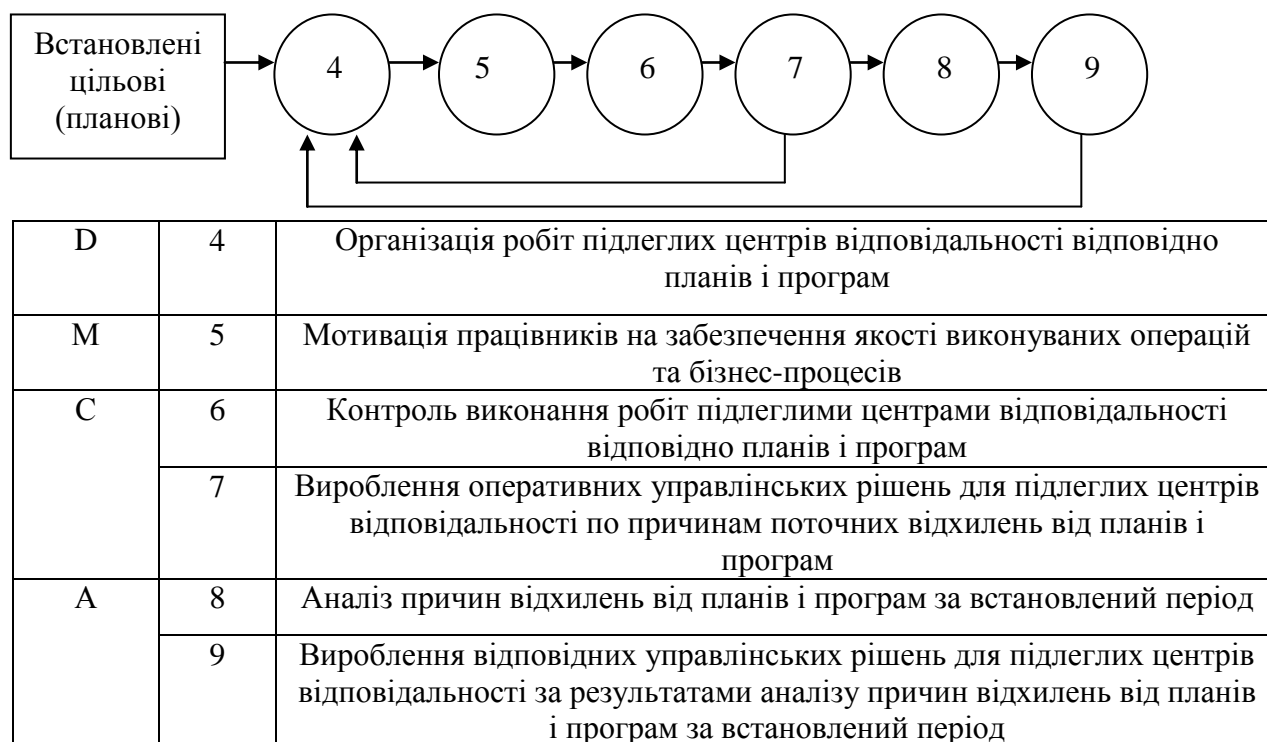 Встановлені
цільові
(планові)
4 5 6 7 8 9
D 4 Організація робіт підлеглих центрів відповідальності відповідно
планів і програм
M 5 Мотивація працівників на забезпечення якості виконуваних операцій
та бізнес-процесів
C 6 Контроль виконання робіт підлеглими центрами відповідальності
відповідно планів і програм
7 Вироблення оперативних управлінських рішень для підлеглих центрів
відповідальності по причинам поточних відхилень від планів і
програм
A 8 Аналіз причин відхилень від планів і програм за встановлений період
9 Вироблення відповідних управлінських рішень для підлеглих центрів
відповідальності за результатами аналізу причин відхилень від планів
і програм за встановлений період